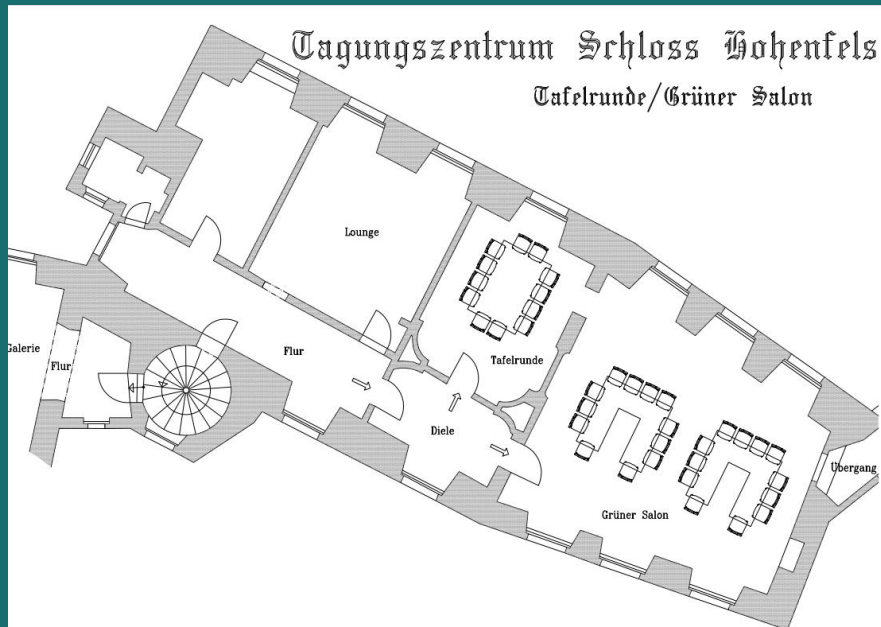 Tagungszentrum Schloss Hohenfels
Tafelrunde/Grüner Salon
Lounge
Galerie
Flur
Flur
Tafelrunde
Diele
Übergang
Grüner Salon